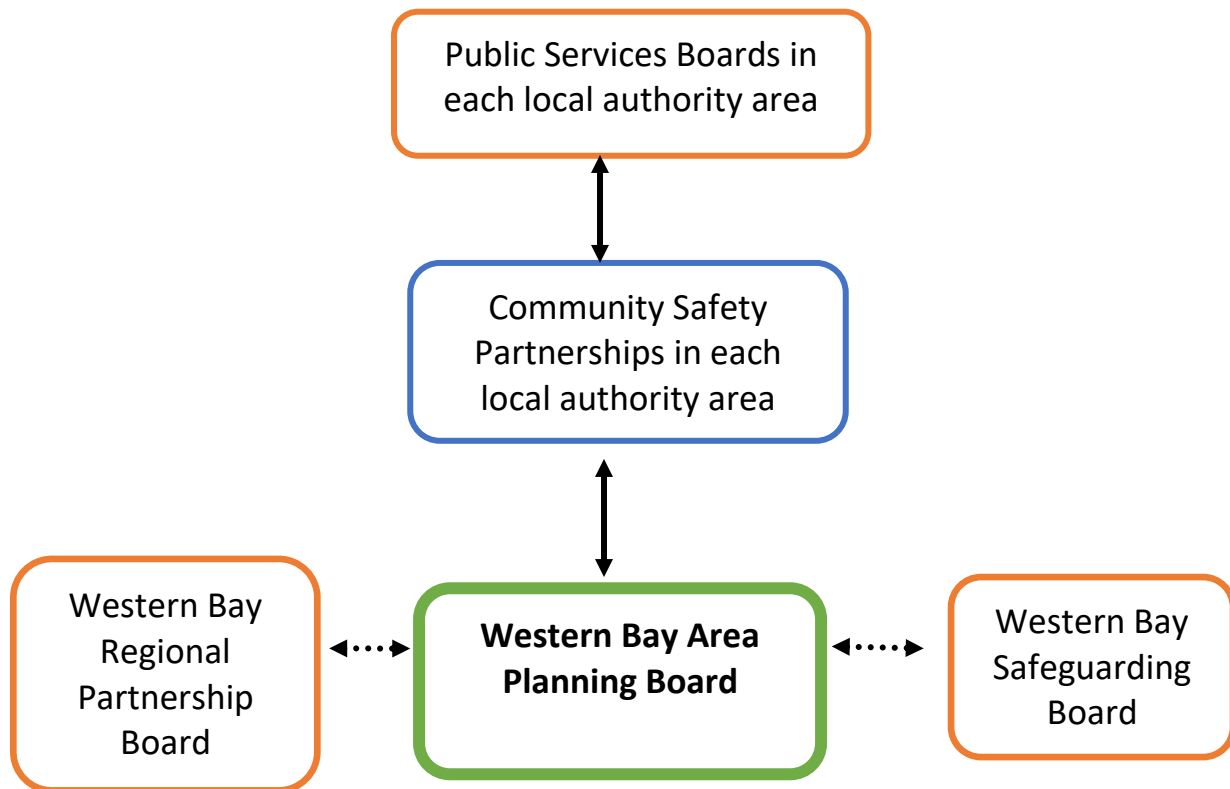 Public Services Boards in
each local authority area
Community Safety
Partnerships in each
local authority area
Western Bay
Regional
Partnership
Board
Western Bay Area
Planning Board
Western Bay
Safeguarding
Board